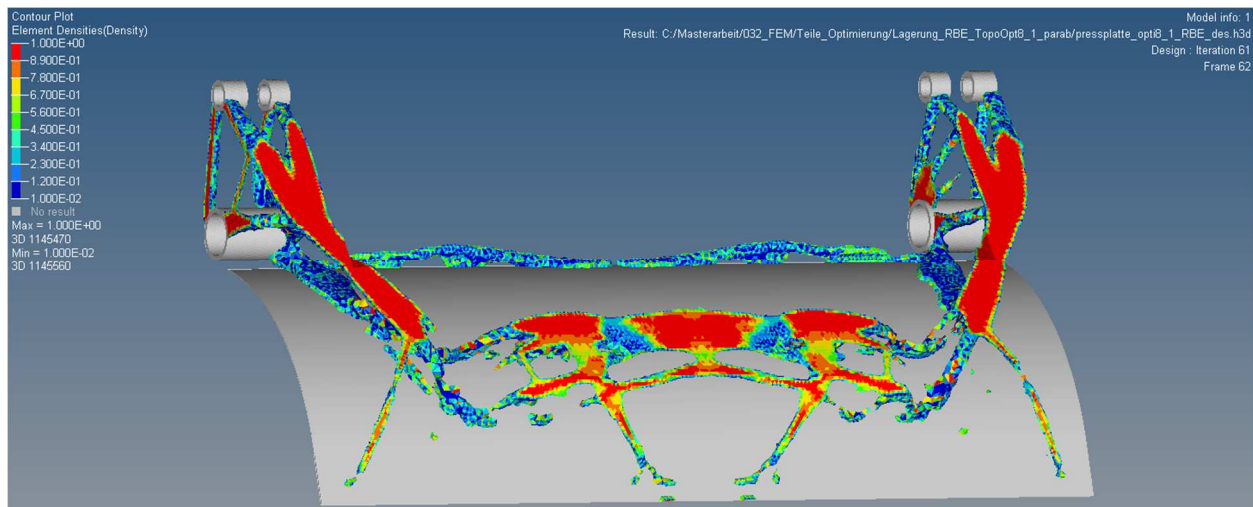 Contour Plot
Element Densities(Density)
1.000E+00
8.900E-01
7.800E-01
6.700E-01
5.600E-01
4.500E-01
3.400E-01
2.300E-01
1.200E-01
1.000E-02
No result
Max = 1.000E+00
3D 1145470
Min = 1.000E-02
3D 1145560
Model info: 1
Result: C:/Masterarbeit/032_FEM/Teile_Optimierung/Lagerung_RBE_TopoOpt8_1_parab/pressplatte_opti8_1_RBE_des.h3d
Design : Iteration 61
Frame 62